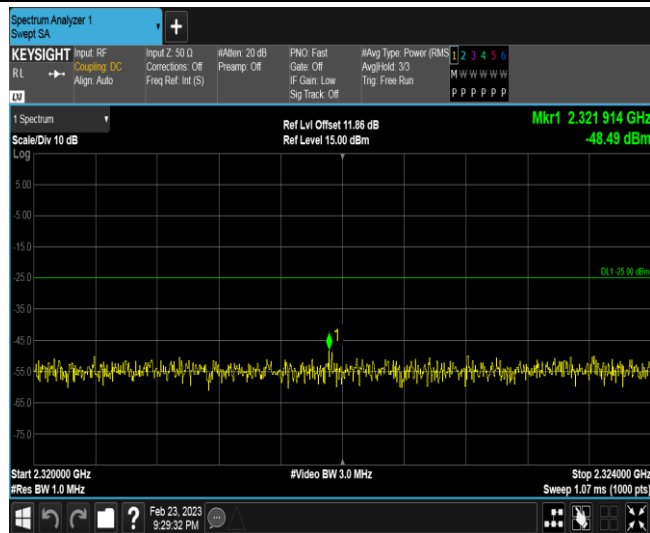 Spectrum Analyzer 1
Swept SA
+
KEYSIGHT Input: RF Input Z: 50 Ω #Atten: 20 dB PNO: Fast #Avg Type: Power (RMS 1 2 3 4 5 6
RL Coupling: DC Corrections: Off Preamp: Off Gate: Off Avg|Hold: 3/3 M W W W W W
Align: Auto Freq Ref: Int (S) IF Gain: Low Trig: Free Run
Sig Track: Off P P P P P P
LXI
1 Spectrum Ref Lvl Offset 11.86 dB Mkr1 2.321 914 GHz
Scale/Div 10 dB Ref Level 15.00 dBm -48.49 dBm
Log
5.00
-5.00
-15.0
DL1 -25.00 dBm
-25.0
-35.0
1
-45.0
-55.0
-65.0
-75.0
Start 2.320000 GHz #Video BW 3.0 MHz Stop 2.324000 GHz
#Res BW 1.0 MHz Sweep 1.07 ms (1000 pts)
? Feb 23, 2023
9:29:32 PM